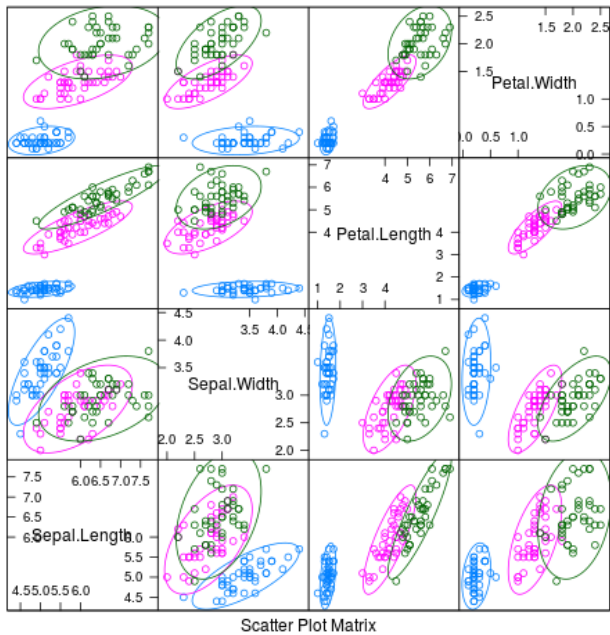 2.5
1.5 2.0 2.5
2.0
1.5
Petal.Width
1.0
0.5
0.0 0.5 1.0
0.0
7
4 5 6 7
6
5
4
Petal.Length 4
3
2
1 2 3 4
1
4.5
3.5 4.0 4.5
4.0
3.5
Sepal.Width
3.0
2.5
2.0 2.5 3.0
2.0
7.5
6.0 6.5 7.0 7.5
7.0
6.5
6.0 Sepal.Length 6.0
5.5
5.0
4.5 5.0 5.5 6.0
4.5
Scatter Plot Matrix